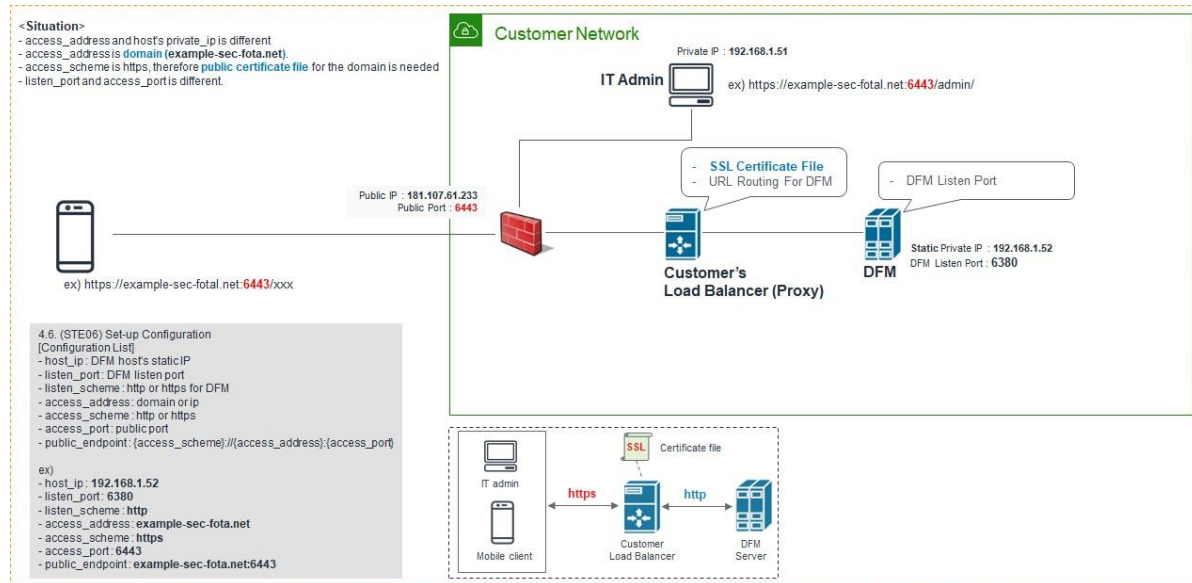 <Situation>
- access_address and host's private_ip is different
- access_address is domain (example-sec-fota.net).
- access_scheme is https, therefore public certificate file for the domain is needed
- listen_port and access_port is different.
Customer Network
Private IP : 192.168.1.51
IT Admin
ex) https://example-sec-fotal.net:6443/admin/
- SSL Certificate File
- URL Routing For DFM
- DFM Listen Port
Public IP : 181.107.61.233
Public Port : 6443
Static Private IP : 192.168.1.52
DFM Listen Port : 6380
Customer's
Load Balancer (Proxy)
DFM
ex) https://example-sec-fotal.net:6443/xxx
4.6. (STE06) Set-up Configuration
[Configuration List]
- host_ip : DFM host's static IP
- listen_port: DFM listen port
- listen_scheme : http or https for DFM
- access_address: domain or ip
- access_scheme : http or https
- access_port : public port
- public_endpoint : {access_scheme}://{access_address}:{access_port}
ex)
- host_ip : 192.168.1.52
- listen_port : 6380
- listen_scheme : http
- access_address : example-sec-fota.net
- access_scheme : https
- access_port : 6443
- public_endpoint : example-sec-fota.net:6443
SSL
Certificate file
IT admin
https
http
Mobile client
Customer
Load Balancer
DFM
Server